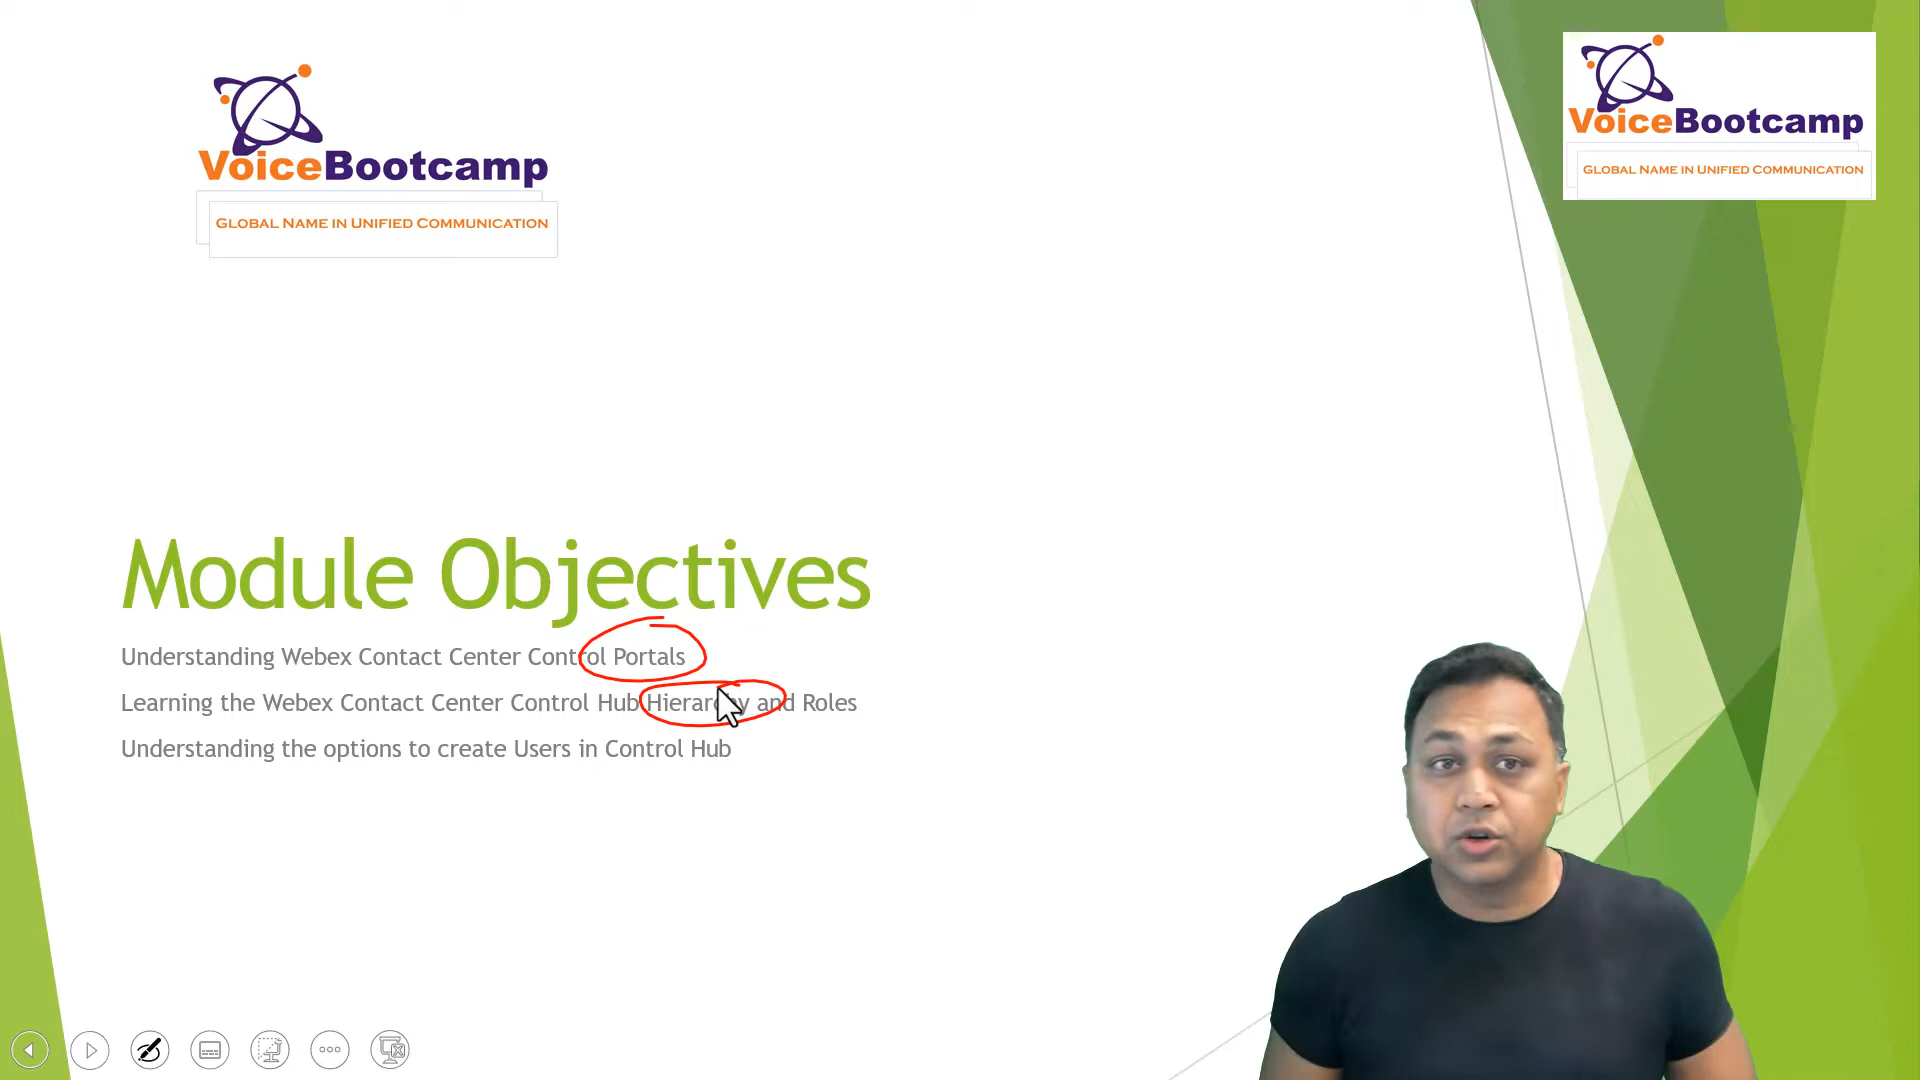 VoiceBootcamp
GLOBAL NAME IN UNIFIED COMMUNICATION
VoiceBootcamp
GLOBAL NAME IN UNIFIED COMMUNICATION
Module Objectives
Understanding Webex Contact Center Control Portals
Learning the Webex Contact Center Control Hub Hierarchy and Roles
Understanding the options to create Users in Control Hub